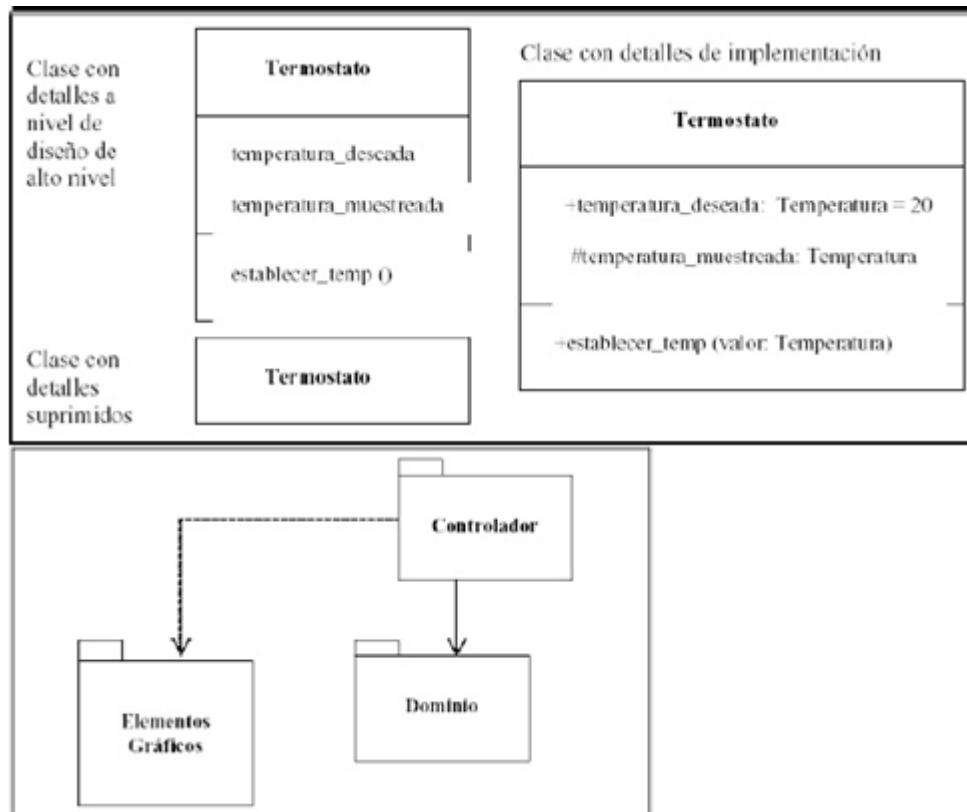 Clase con
detalles a
nivel de
diseño de
alto nivel
Termostato
temperatura_deseada
temperatura_muestreada
establecer_temp ()
Clase con detalles de implementación
Termostato
+temperatura_deseada: Temperatura = 20
#temperatura_muestreada: Temperatura
+establecer_temp (valor: Temperatura)
Clase con
detalles
suprimidos
Termostato
Controlador
Elementos
Gráficos
Dominio